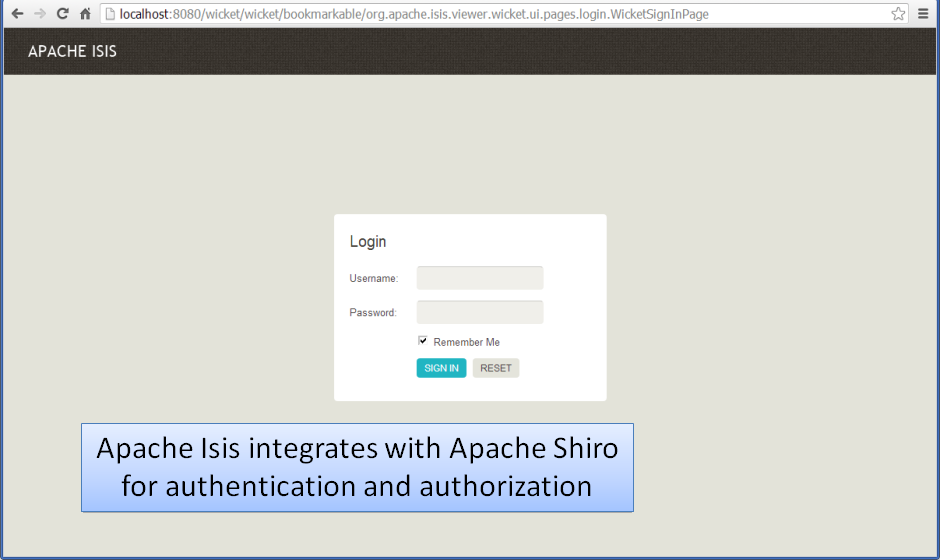 localhost:8080/wicket/wicket/bookmarkable/org.apache.isis.viewer.wicket.ui.pages.login.WicketSignInPage
APACHE ISIS
Login
Username:
Password:
Remember Me
SIGN IN RESET
Apache Isis integrates with Apache Shiro
for authentication and authorization